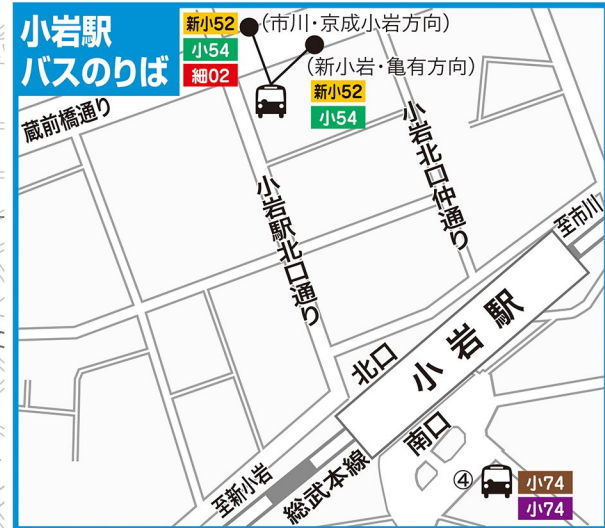 小岩駅
バスのりば
新小52
小54
細02
(市川・京成小岩方向)
(新小岩・亀有方向)
新小52
小54
蔵前橋通り
小岩駅北口通り
小岩北口仲通り
至市川
小岩駅
北口
南口
至新小岩
総武本線
④
小74
小74